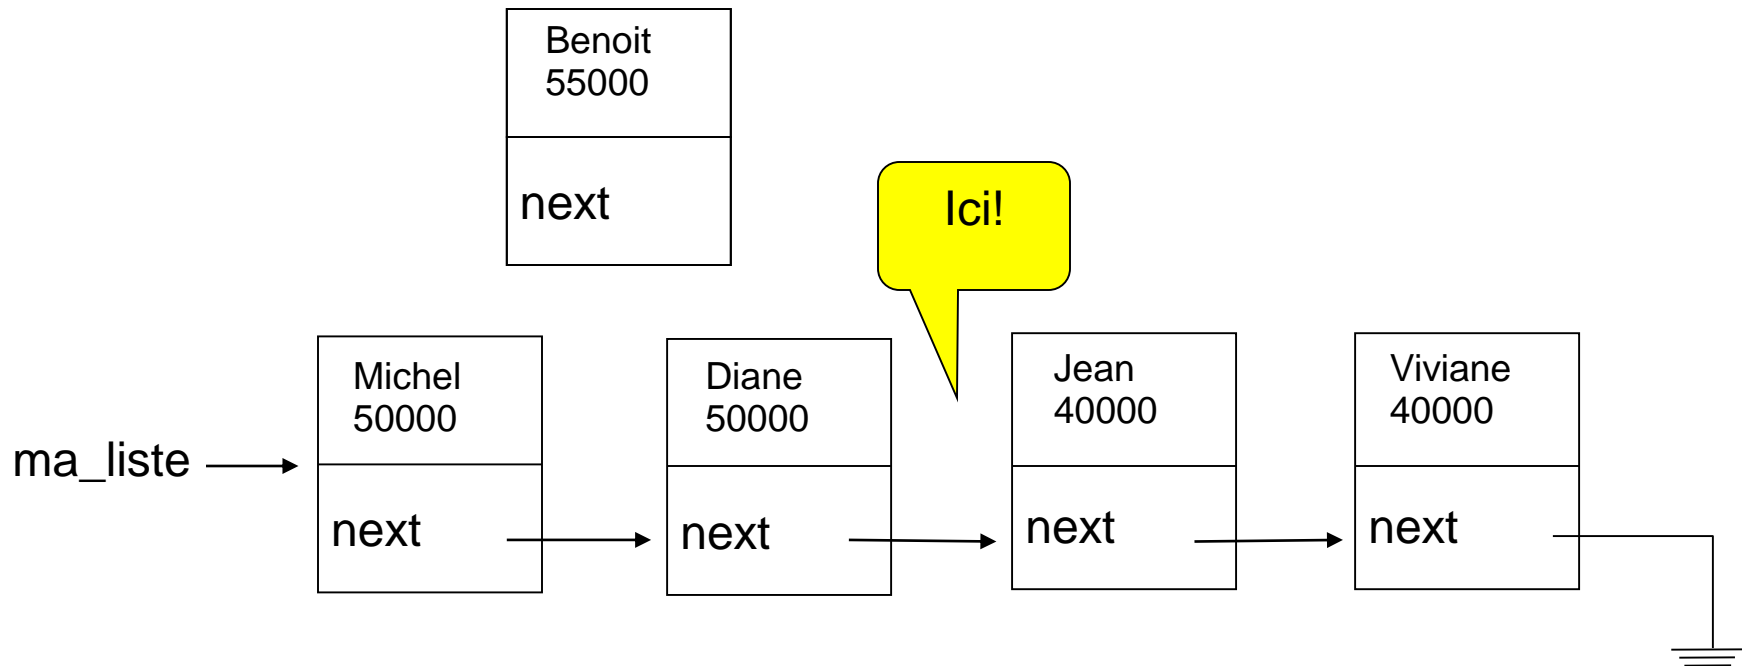 Benoit
55000
next
Ici!
ma_liste
Michel
50000
next
Diane
50000
next
Jean
40000
next
Viviane
40000
next